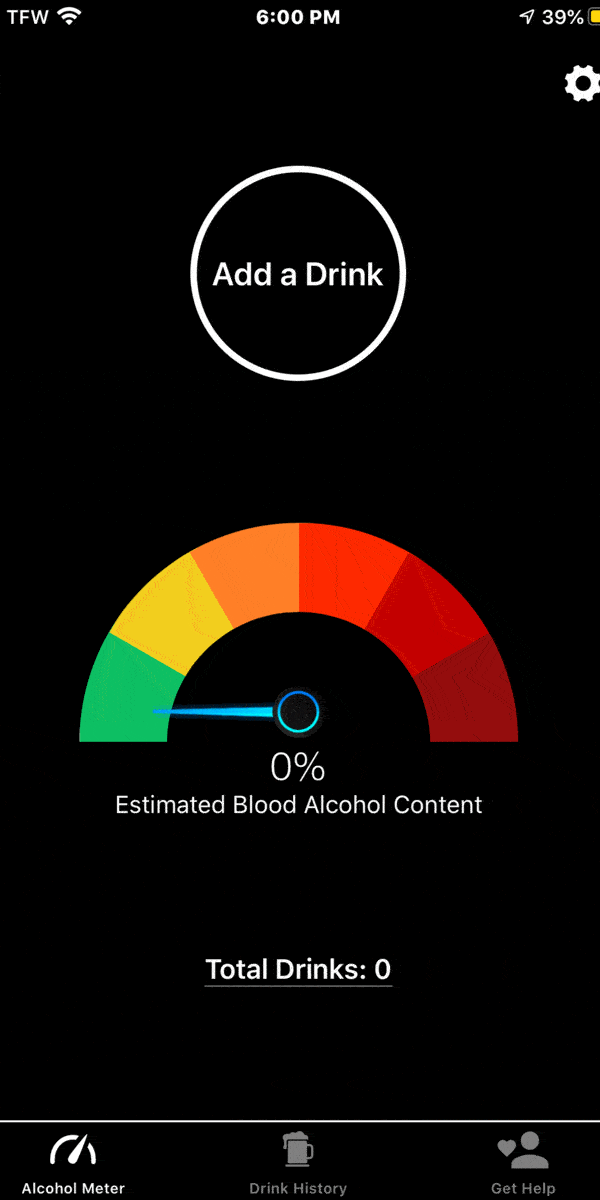 TFW 6:00 PM 39%
Add a Drink
0%
Estimated Blood Alcohol Content
Total Drinks: 0
Alcohol Meter Drink History Get Help